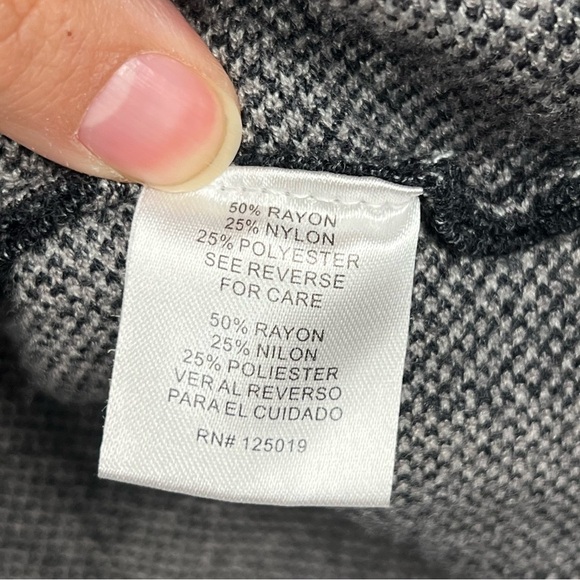 50% RAYON
25% NYLON
25% POLYESTER
SEE REVERSE
FOR CARE
50% RAYON
25% NILON
25% POLIESTER
VER AL REVERSO
PARA EL CUIDADO
RN# 125019